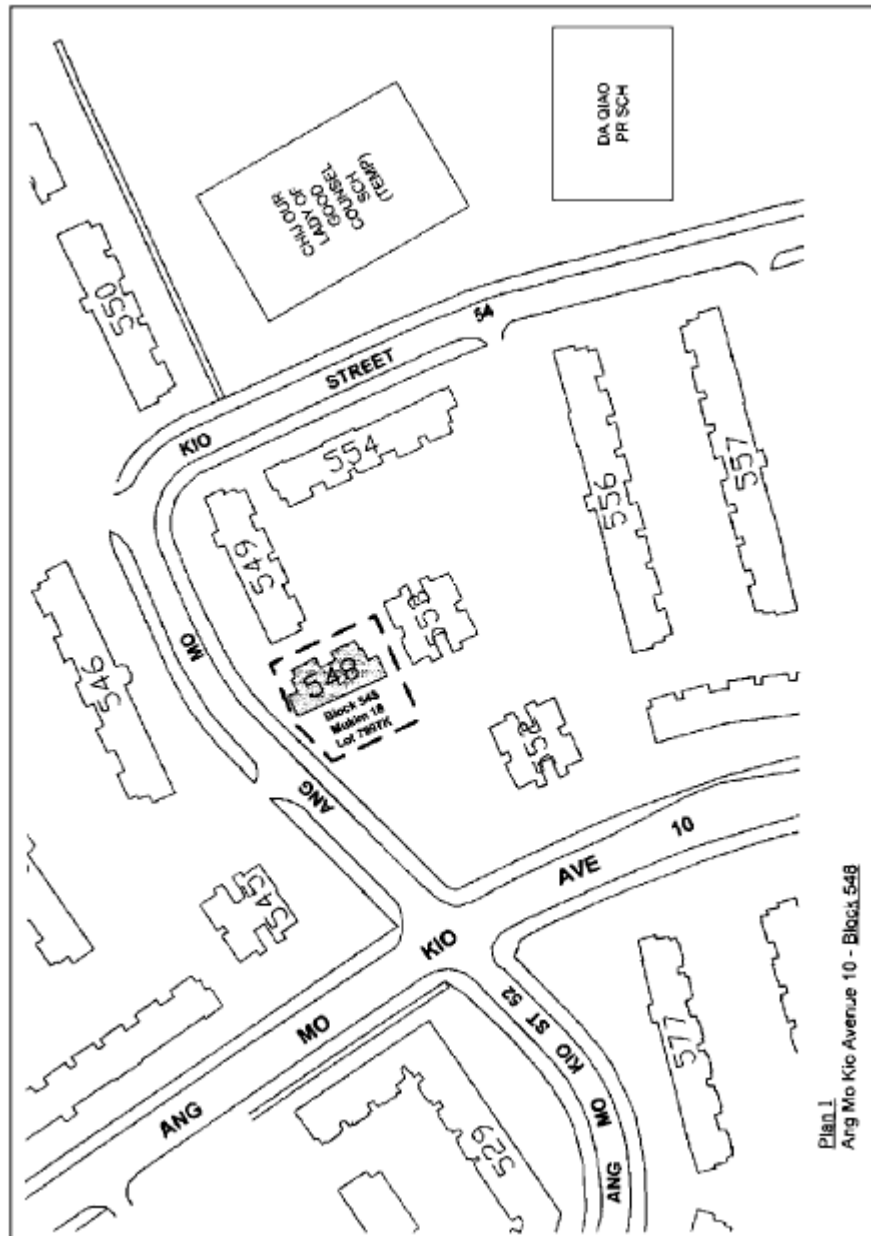 DA QIAO
PR SCH
CHIJ OUR
LADY OF
GOOD
COUNSEL
SCH
(TEMP)
550
ANG MO KIO STREET 54
554
549
546
548
Block 548
Mukim 18
Lot
556
557
545
ANG MO KIO AVE 10
ANG MO KIO ST 52
529
577
Plan 1
Ang Mo Kio Avenue 10 - Block 548